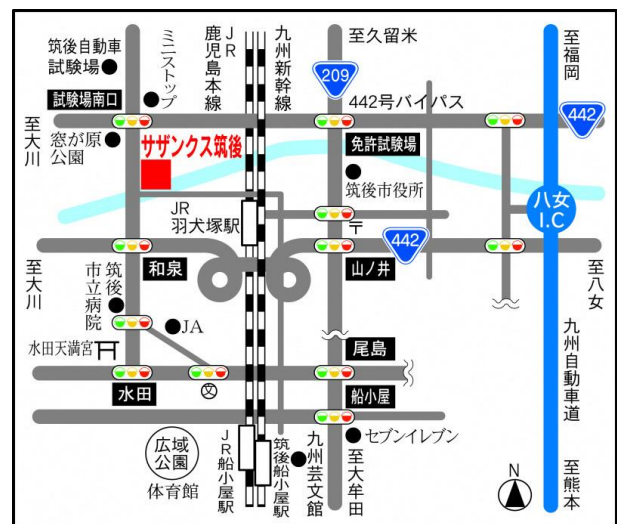 筑後自動車
試験場
ミニストップ
JR
鹿児島本線
九州新幹線
至久留米
至福岡
209
試験場南口
442号バイパス
442
至大川
窓が原
公園
サザンクス筑後
免許試験場
筑後市役所
八女
I.C
JR
羽犬塚駅
〒
442
和泉
山ノ井
至大川
至八女
筑後
市立病院
JA
水田天満宮
尾島
九州自動車道
水田
文
船小屋
セブンイレブン
広域
公園
体育館
JR船小屋駅
筑後船小屋駅
九州芸文館
至大牟田
N
至熊本